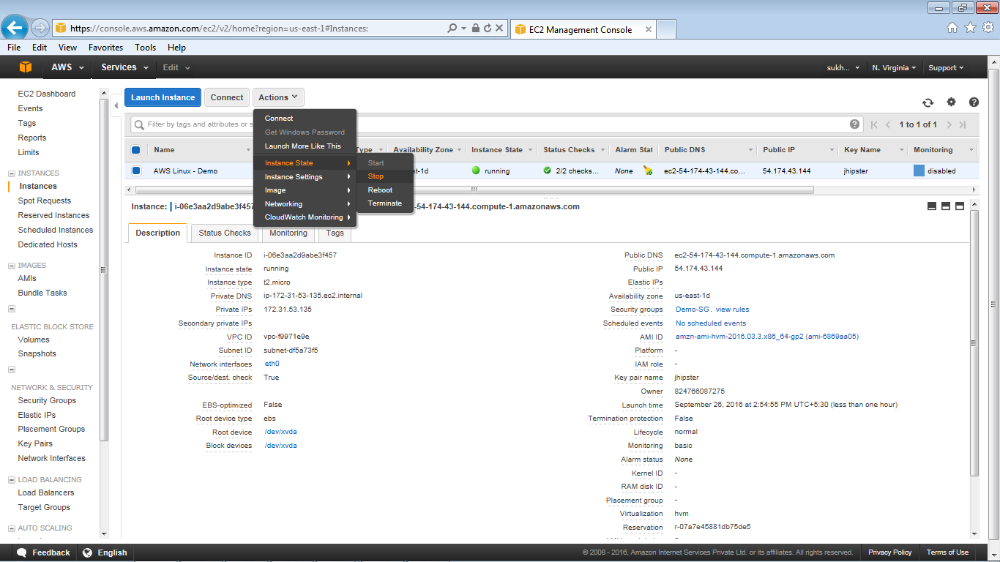 https://console.aws.amazon.com/ec2/v2/home?region=us-east-1#Instances:
EC2 Management Console
File Edit View Favorites Tools Help
AWS Services Edit sukh... N. Virginia Support
EC2 Dashboard
Events
Tags
Reports
Limits
INSTANCES
Instances
Spot Requests
Reserved Instances
Scheduled Instances
Dedicated Hosts
IMAGES
AMIs
Bundle Tasks
ELASTIC BLOCK STORE
Volumes
Snapshots
NETWORK & SECURITY
Security Groups
Elastic IPs
Placement Groups
Key Pairs
Network Interfaces
LOAD BALANCING
Load Balancers
Target Groups
AUTO SCALING
Launch Instance Connect Actions
Connect
Get Windows Password
Launch More Like This
Instance State
Instance Settings
Image
Networking
CloudWatch Monitoring
Start
Stop
Reboot
Terminate
Filter by tags and attributes or s
1 to 1 of 1
Name Type Availability Zone Instance State Status Checks Alarm Stat Public DNS Public IP Key Name Monitoring
AWS Linux - Demo st-1d running 2/2 checks... None ec2-54-174-43-144.co... 54.174.43.144 jhipster disabled
Instance: i-06e3aa2d9abe3f457 54-174-43-144.compute-1.amazonaws.com
Description Status Checks Monitoring Tags
Instance ID i-06e3aa2d9abe3f457
Instance state running
Instance type t2.micro
Private DNS ip-172-31-53-135.ec2.internal
Private IPs 172.31.53.135
Secondary private IPs
VPC ID vpc-f9971e9e
Subnet ID subnet-df5a73f5
Network interfaces eth0
Source/dest. check True
EBS-optimized False
Root device type ebs
Root device /dev/xvda
Block devices /dev/xvda
Public DNS ec2-54-174-43-144.compute-1.amazonaws.com
Public IP 54.174.43.144
Elastic IPs
Availability zone us-east-1d
Security groups Demo-SG . view rules
Scheduled events No scheduled events
AMI ID amzn-ami-hvm-2016.03.3.x86_64-gp2 (ami-6869aa05)
Platform -
IAM role -
Key pair name jhipster
Owner 824766087275
Launch time September 26, 2016 at 2:54:55 PM UTC+5:30 (less than one hour)
Termination protection False
Lifecycle normal
Monitoring basic
Alarm status None
Kernel ID -
RAM disk ID -
Placement group -
Virtualization hvm
Reservation r-07a7e45881db75de5
Feedback English © 2008 - 2016, Amazon Internet Services Private Ltd. or its affiliates. All rights reserved. Privacy Policy Terms of Use